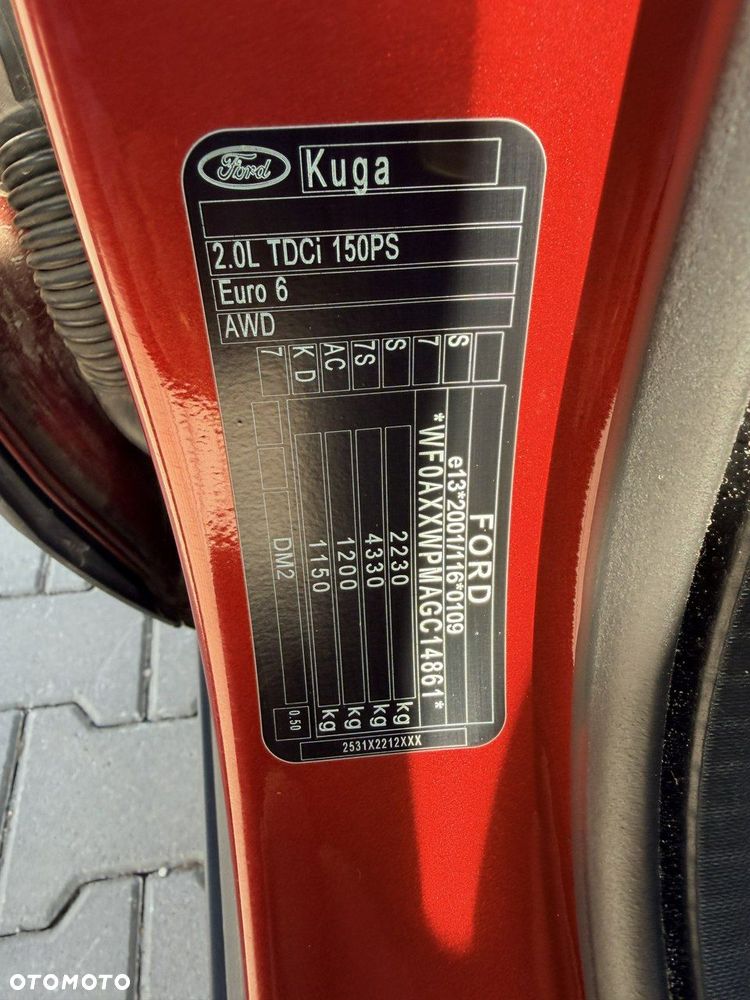 Ford
Kuga
2.0L TDCi 150PS
Euro 6
AWD
S
7
S
7S
AC
K D
7
FORD
e13*2001/116*0109
*WF0AXXWPMAGC14861*
2230 kg
4330 kg
1200 kg
1150 kg
DM2
0.50
2531X2212XXX
OTOMOTO